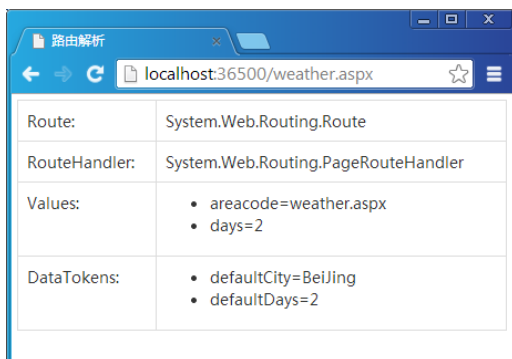 路由解析
localhost:36500/weather.aspx
Route: System.Web.Routing.Route
RouteHandler: System.Web.Routing.PageRouteHandler
Values:
• areacode=weather.aspx
• days=2
DataTokens:
• defaultCity=BeiJing
• defaultDays=2